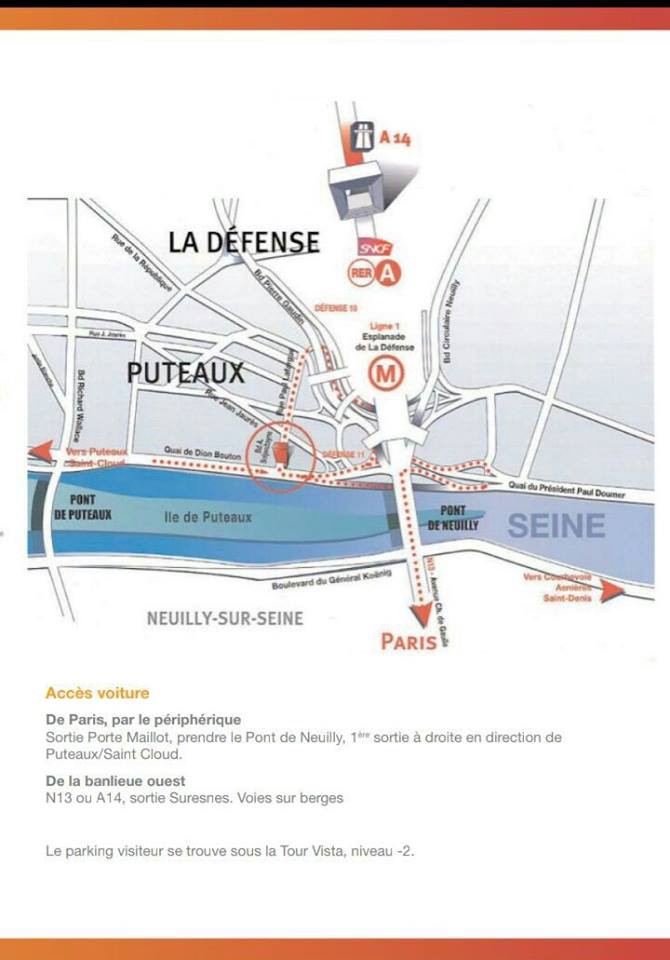 A 14
LA DÉFENSE
SNCF
RER A
Rue de la République
Bd Pierre Gaudin
DÉFENSE 10
Ligne 1
Esplanade
de La Défense
M
Bd Circulaire Neuilly
Rue J. Jaurès
PUTEAUX
Rue Paul Lafargue
Bd Richard Wallace
Rue Jean Jaurès
Vers Puteaux
Saint-Cloud
Quai de Dion Bouton
Bd A.
DÉFENSE 11
Quai du Président Paul Doumer
PONT
DE PUTEAUX
Ile de Puteaux
PONT
DE NEUILLY
SEINE
Boulevard du Général Koënig
N13 - Avenue Ch. de Gaulle
Vers Courbevoie
Asnières
Saint-Denis
NEUILLY-SUR-SEINE
PARIS
Accès voiture
De Paris, par le périphérique
Sortie Porte Maillot, prendre le Pont de Neuilly, 1ère sortie à droite en direction de
Puteaux/Saint Cloud.
De la banlieue ouest
N13 ou A14, sortie Suresnes. Voies sur berges
Le parking visiteur se trouve sous la Tour Vista, niveau -2.